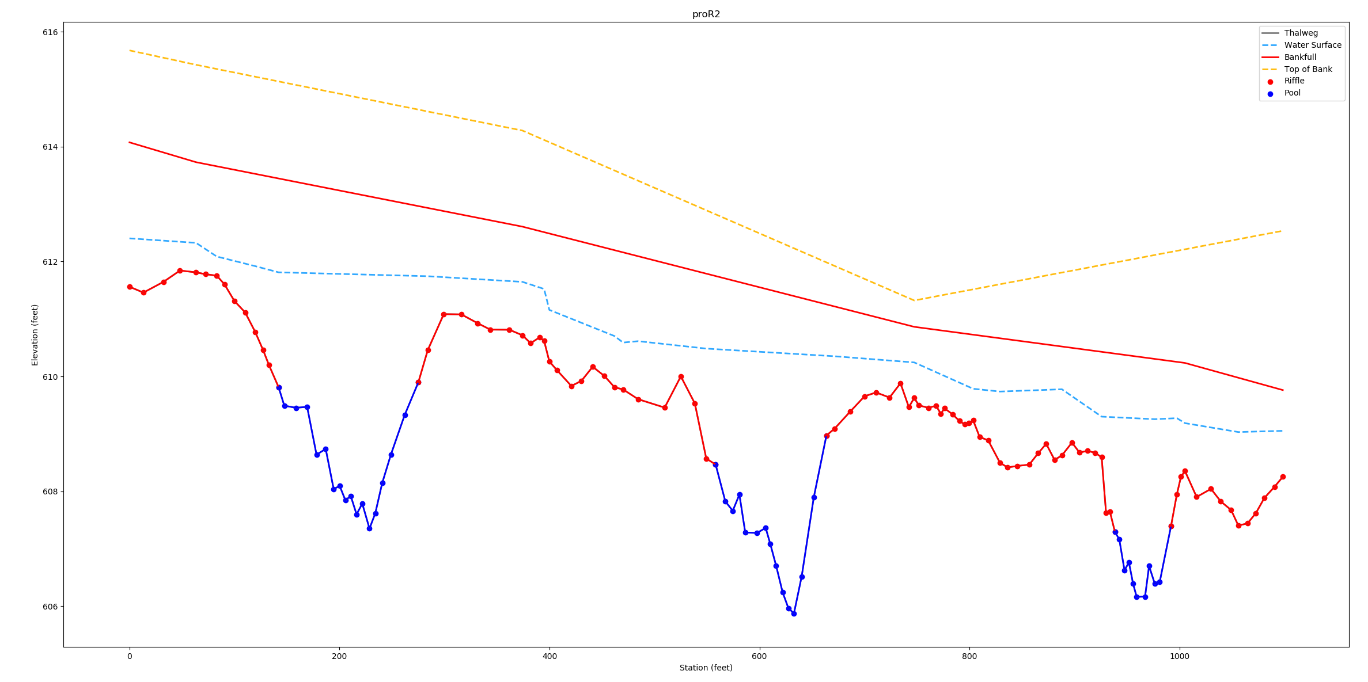 proR2
616
614
612
610
608
606
Elevation (feet)
0
200
400
600
800
1000
Station (feet)
Thalweg
Water Surface
Bankfull
Top of Bank
Riffle
Pool